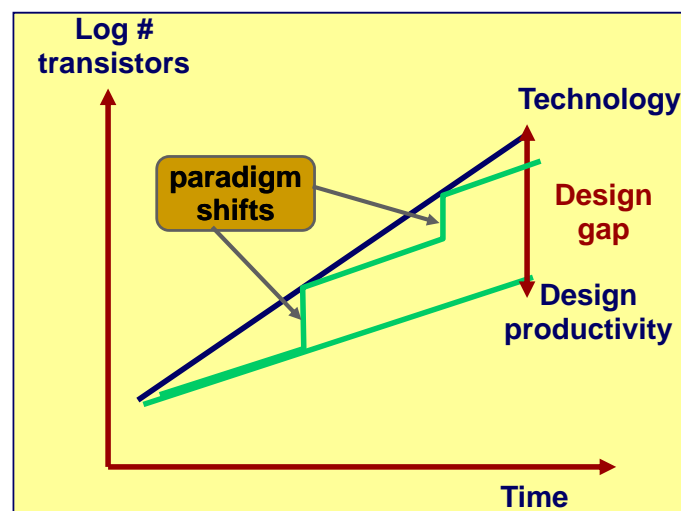 Log #
transistors
Technology
paradigm
shifts
Design
gap
Design
productivity
Time